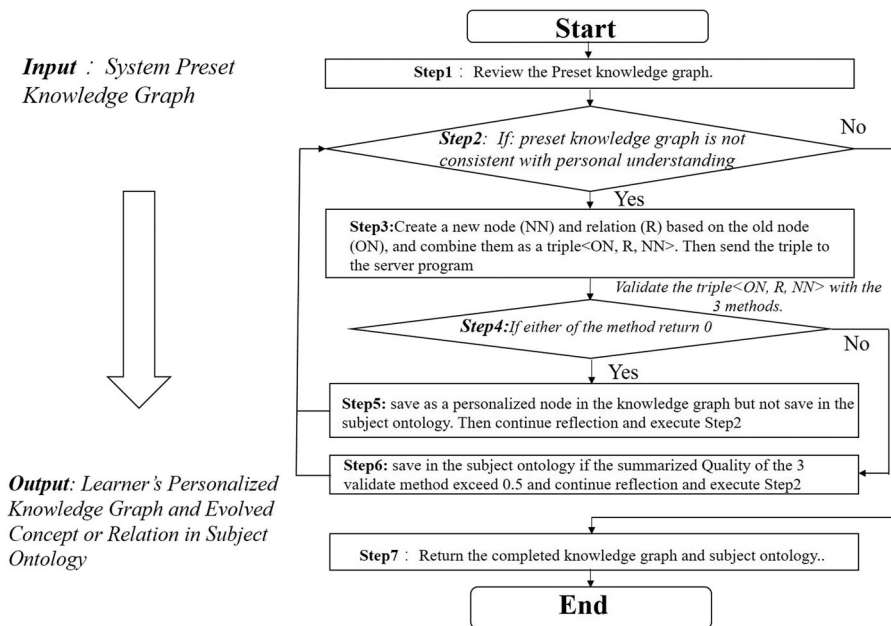 Start
Input： System Preset
Knowledge Graph
Step1： Review the Preset knowledge graph.
Step2: If: preset knowledge graph is not
consistent with personal understanding
No
Yes
Step3:Create a new node (NN) and relation (R) based on the old node
(ON), and combine them as a triple<ON, R, NN>. Then send the triple to
the server program
Validate the triple<ON, R, NN> with the
3 methods.
Step4:If either of the method return 0
No
Yes
Step5: save as a personalized node in the knowledge graph but not save in the
subject ontology. Then continue reflection and execute Step2
Step6: save in the subject ontology if the summarized Quality of the 3
validate method exceed 0.5 and continue reflection and execute Step2
Output: Learner’s Personalized
Knowledge Graph and Evolved
Concept or Relation in Subject
Ontology
Step7： Return the completed knowledge graph and subject ontology..
End